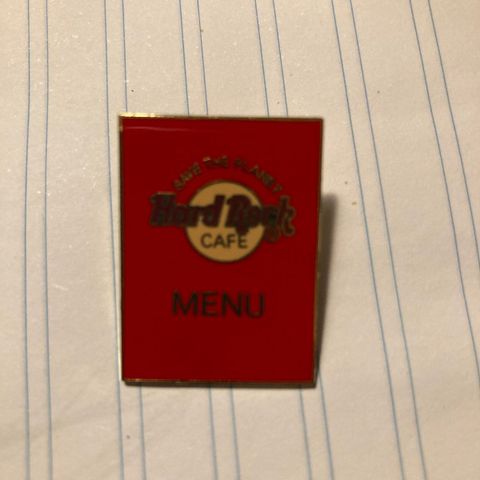 SAVE THE PLANET
Hard Rock
CAFE
MENU